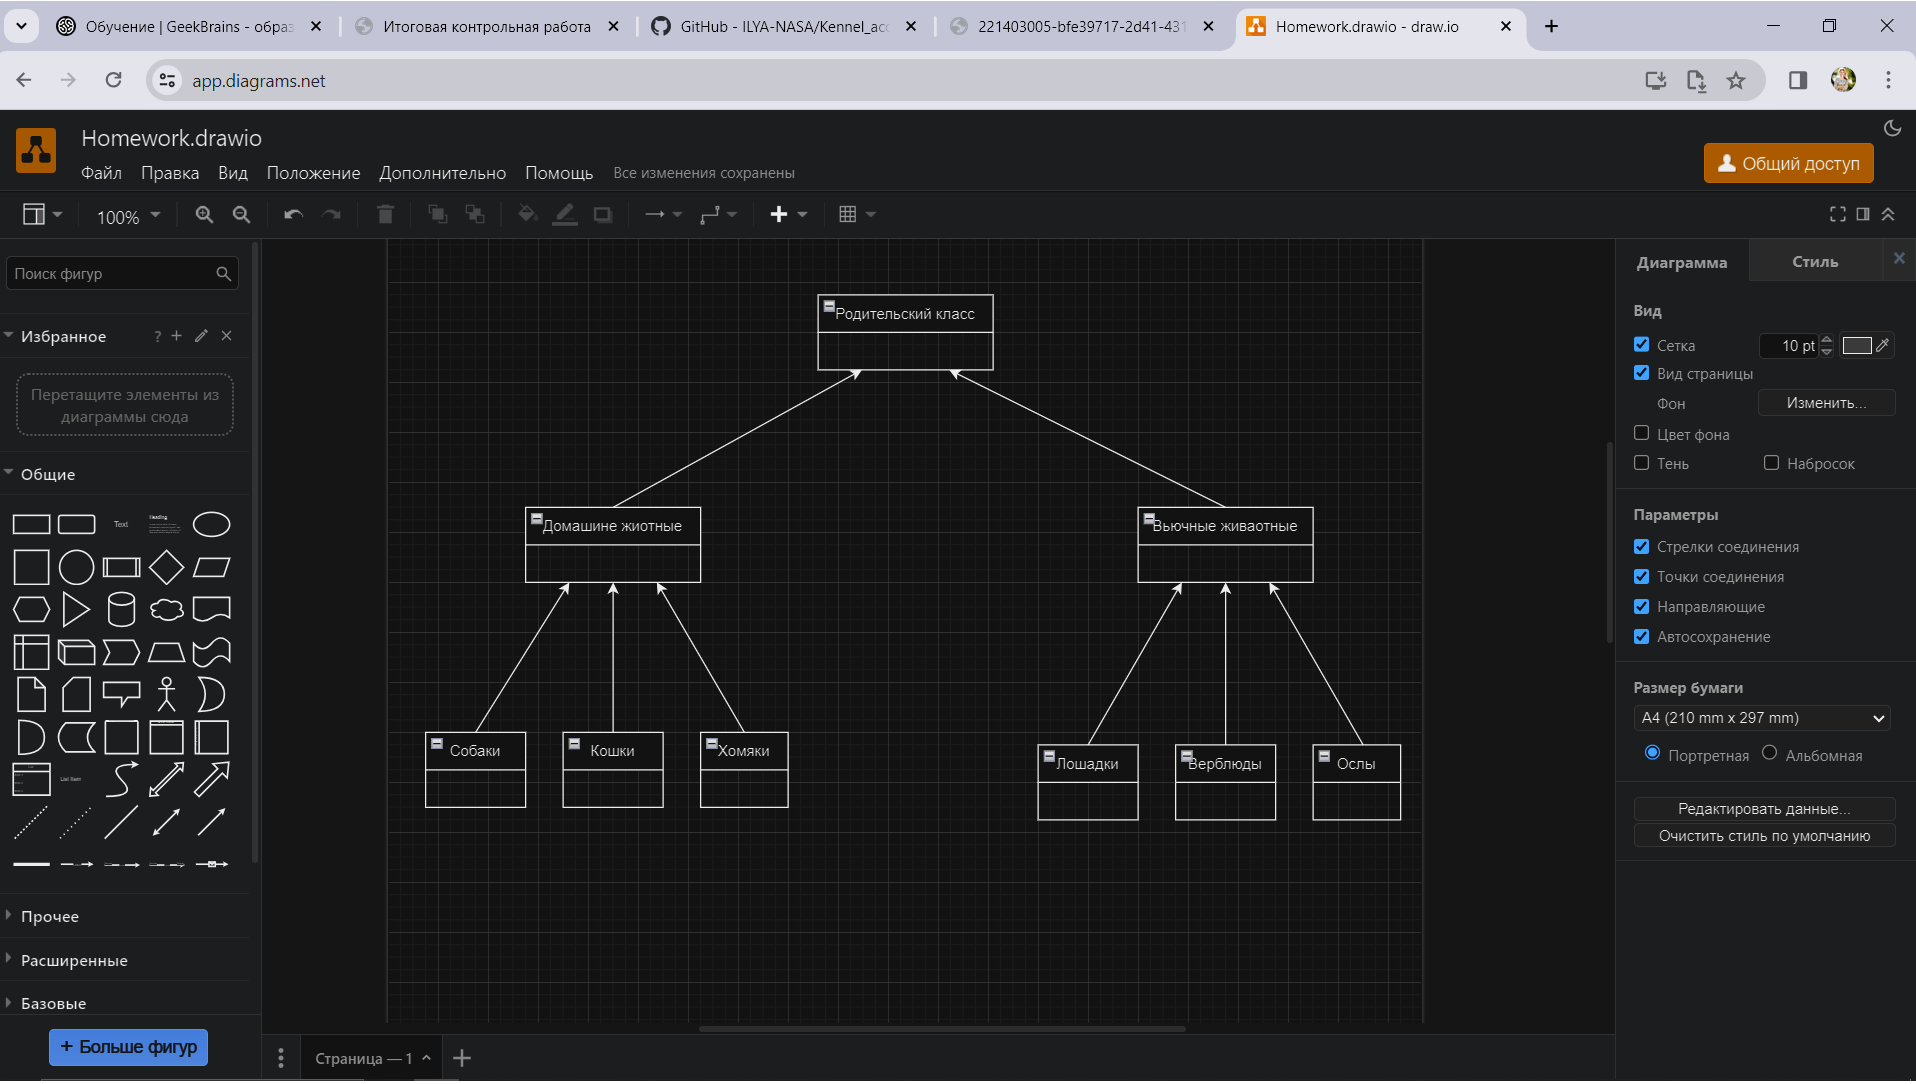 Обучение | GeekBrains - образ
Итоговая контрольная работа
GitHub - ILYA-NASA/Kennel_acc
221403005-bfe39717-2d41-431
Homework.drawio - draw.io
app.diagrams.net
Homework.drawio
Файл Правка Вид Положение Дополнительно Помощь Все изменения сохранены
Общий доступ
100%
Поиск фигур
Избранное
?
Перетащите элементы из
диаграммы сюда
Общие
Text
Heading
List Item
Прочее
Расширенные
Базовые
+ Больше фигур
Родительский класс
Домашине жиотные
Вьючные живаотные
Собаки
Кошки
Хомяки
Лошадки
Верблюды
Ослы
Страница — 1
Диаграмма
Стиль
Вид
Сетка
10 pt
Вид страницы
Фон
Изменить...
Цвет фона
Тень
Набросок
Параметры
Стрелки соединения
Точки соединения
Направляющие
Автосохранение
Размер бумаги
A4 (210 mm x 297 mm)
Портретная
Альбомная
Редактировать данные...
Очистить стиль по умолчанию